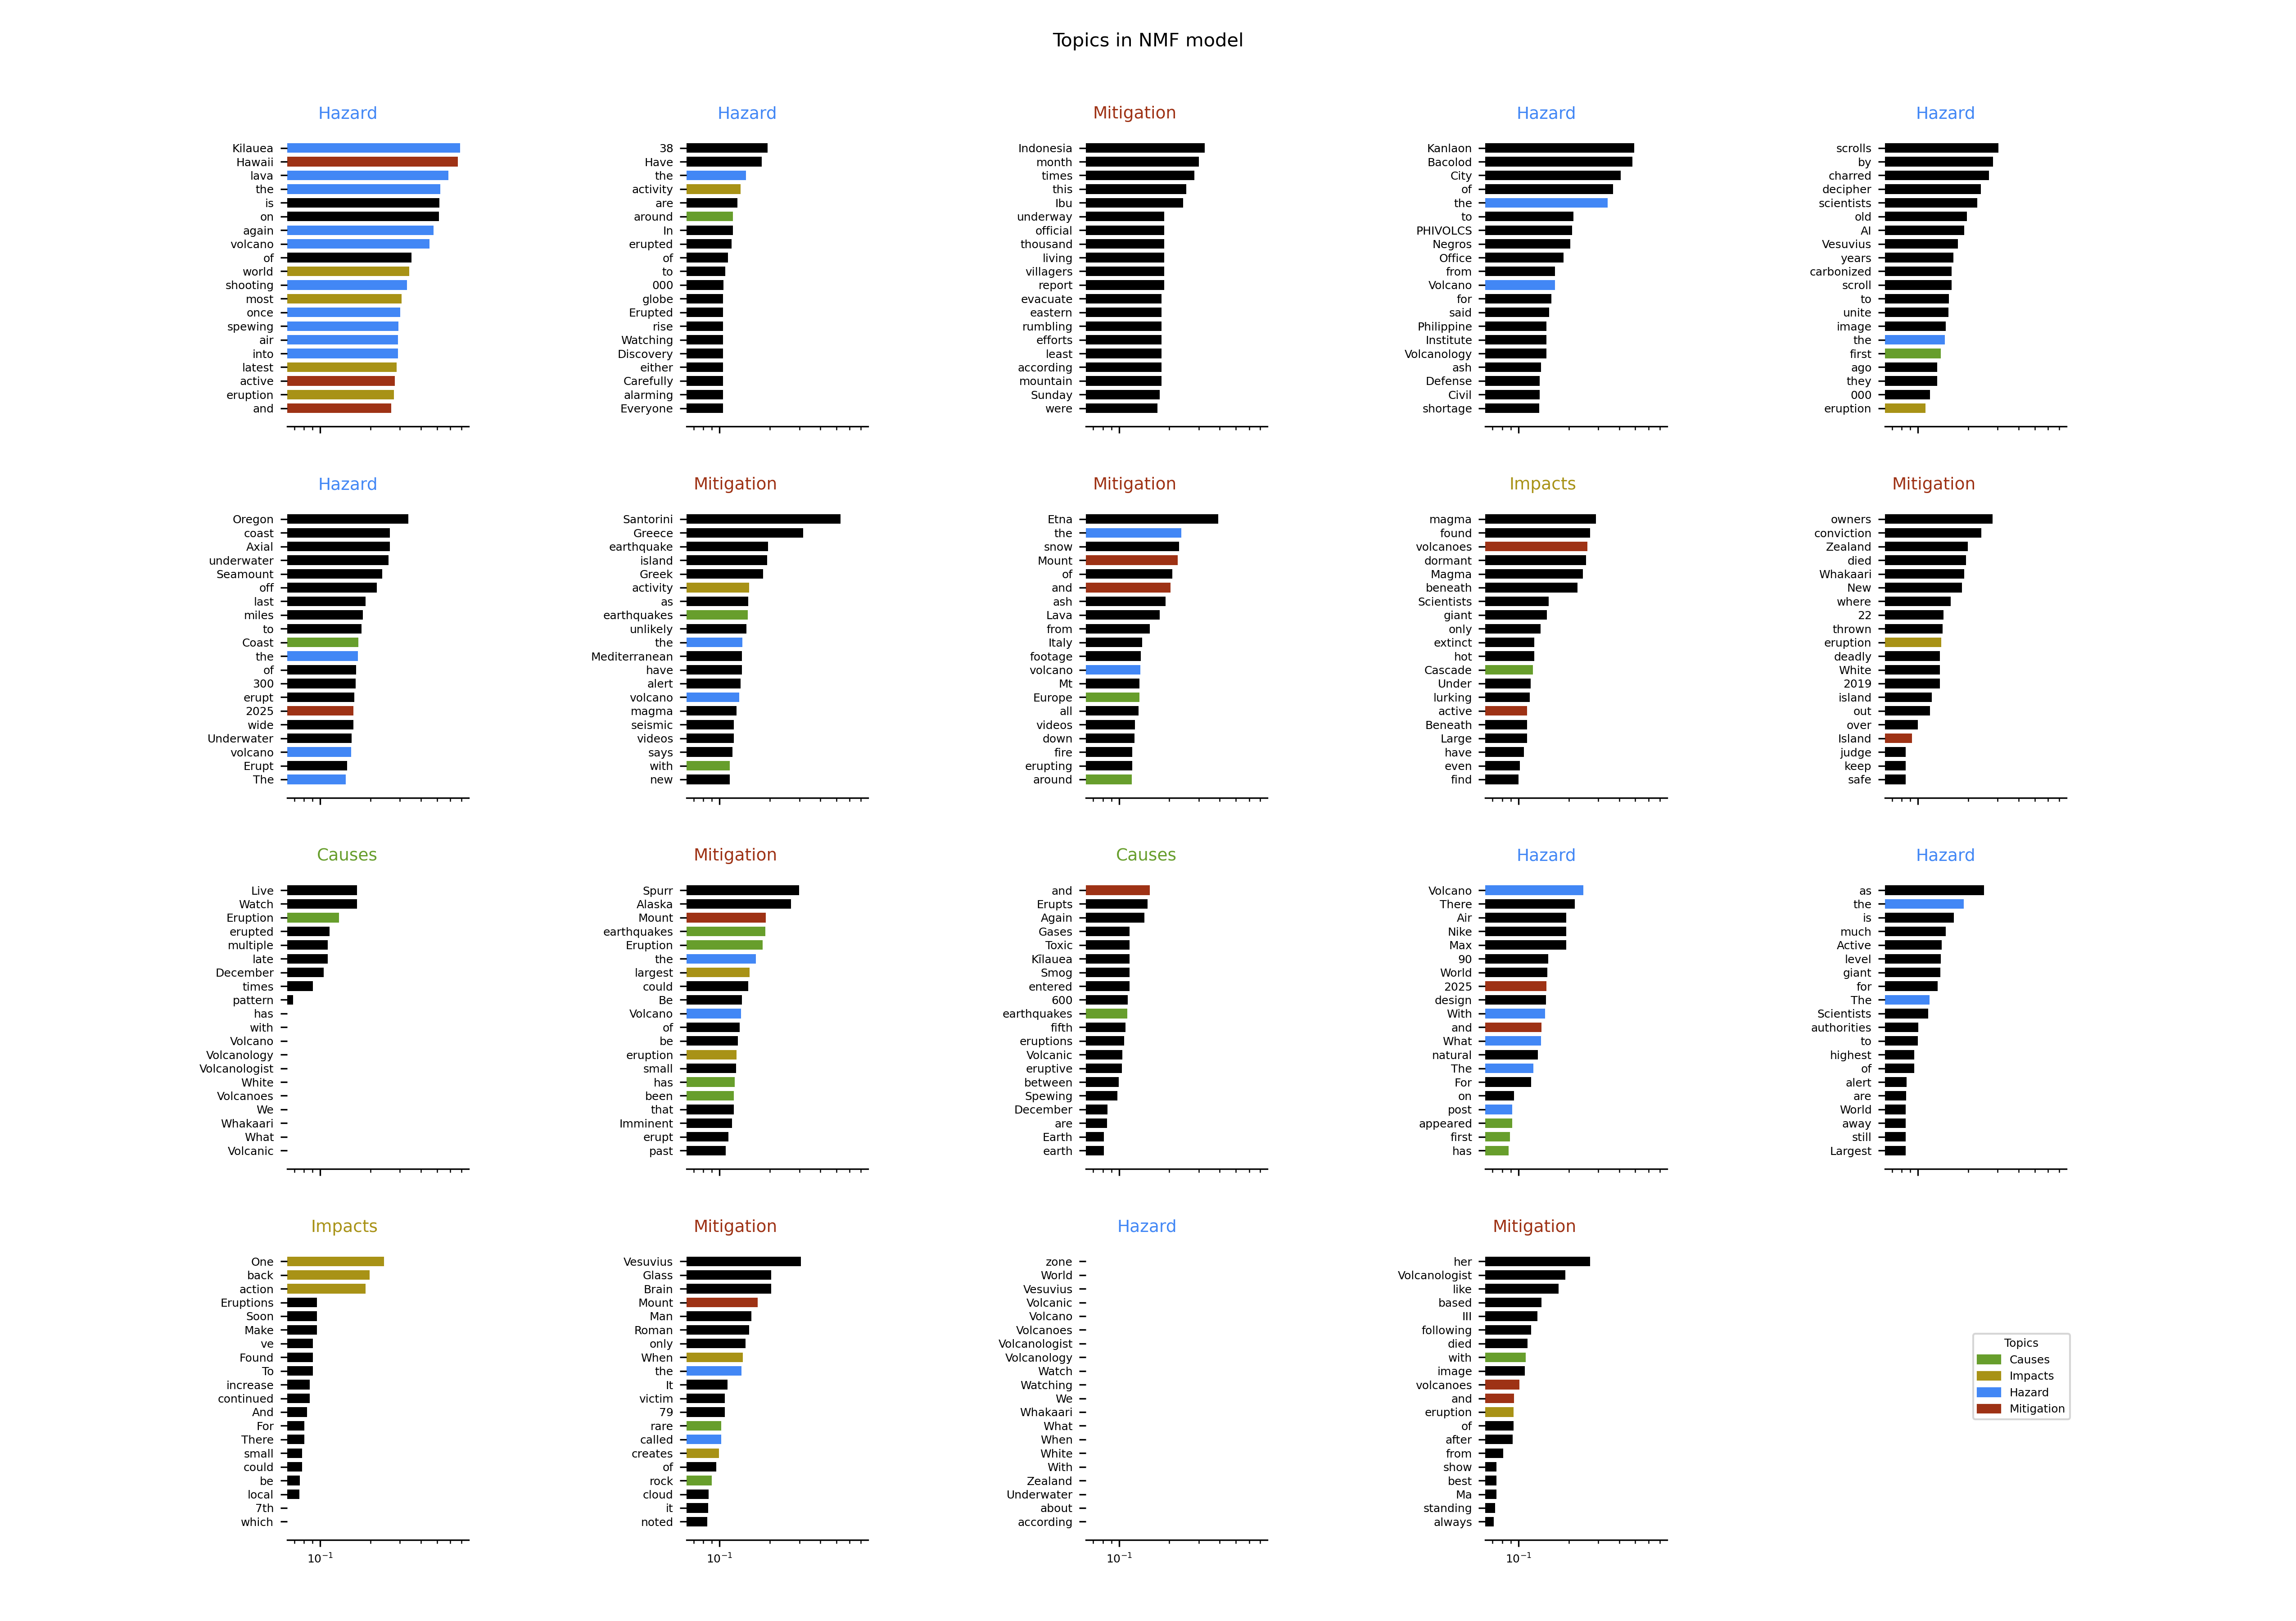 Topics in NMF model
Hazard
Kilauea
Hawaii
lava
the
is
on
again
volcano
of
world
shooting
most
once
spewing
air
into
latest
active
eruption
and
Hazard
38
Have
the
activity
are
around
In
erupted
of
to
000
globe
Erupted
rise
Watching
Discovery
either
Carefully
alarming
Everyone
Mitigation
Indonesia
month
times
this
Ibu
underway
official
thousand
living
villagers
report
evacuate
eastern
rumbling
efforts
least
according
mountain
Sunday
were
Hazard
Kanlaon
Bacolod
City
of
the
to
PHIVOLCS
Negros
Office
from
Volcano
for
said
Philippine
Institute
Volcanology
ash
Defense
Civil
shortage
Hazard
scrolls
by
charred
decipher
scientists
old
AI
Vesuvius
years
carbonized
scroll
to
unite
image
the
first
ago
they
000
eruption
Hazard
Oregon
coast
Axial
underwater
Seamount
off
last
miles
to
Coast
the
of
300
erupt
2025
wide
Underwater
volcano
Erupt
The
Mitigation
Santorini
Greece
earthquake
island
Greek
activity
as
earthquakes
unlikely
the
Mediterranean
have
alert
volcano
magma
seismic
videos
says
with
new
Mitigation
Etna
the
snow
Mount
of
and
ash
Lava
from
Italy
footage
volcano
Mt
Europe
all
videos
down
fire
erupting
around
Impacts
magma
found
volcanoes
dormant
Magma
beneath
Scientists
giant
only
extinct
hot
Cascade
Under
lurking
active
Beneath
Large
have
even
find
Mitigation
owners
conviction
Zealand
died
Whakaari
New
where
22
thrown
eruption
deadly
White
2019
island
out
over
Island
judge
keep
safe
Causes
Live
Watch
Eruption
erupted
multiple
late
December
times
pattern
has
with
Volcano
Volcanology
Volcanologist
White
Volcanoes
We
Whakaari
What
Volcanic
Mitigation
Spurr
Alaska
Mount
earthquakes
Eruption
the
largest
could
Be
Volcano
of
be
eruption
small
has
been
that
Imminent
erupt
past
Causes
and
Erupts
Again
Gases
Toxic
Kīlauea
Smog
entered
600
earthquakes
fifth
eruptions
Volcanic
eruptive
between
Spewing
December
are
Earth
earth
Hazard
Volcano
There
Air
Nike
Max
90
World
2025
design
With
and
What
natural
The
For
on
post
appeared
first
has
Hazard
as
the
is
much
Active
level
giant
for
The
Scientists
authorities
to
highest
of
alert
are
World
away
still
Largest
Impacts
One
back
action
Eruptions
Soon
Make
ve
Found
To
increase
continued
And
For
There
small
could
be
local
7th
which
10⁻¹
Mitigation
Vesuvius
Glass
Brain
Mount
Man
Roman
only
When
the
It
victim
79
rare
called
creates
of
rock
cloud
it
noted
10⁻¹
Hazard
zone
World
Vesuvius
Volcanic
Volcano
Volcanoes
Volcanologist
Volcanology
Watch
Watching
We
Whakaari
What
When
White
With
Zealand
Underwater
about
according
10⁻¹
Mitigation
her
Volcanologist
like
based
III
following
died
with
image
volcanoes
and
eruption
of
after
from
show
best
Ma
standing
always
10⁻¹
Topics
Causes
Impacts
Hazard
Mitigation